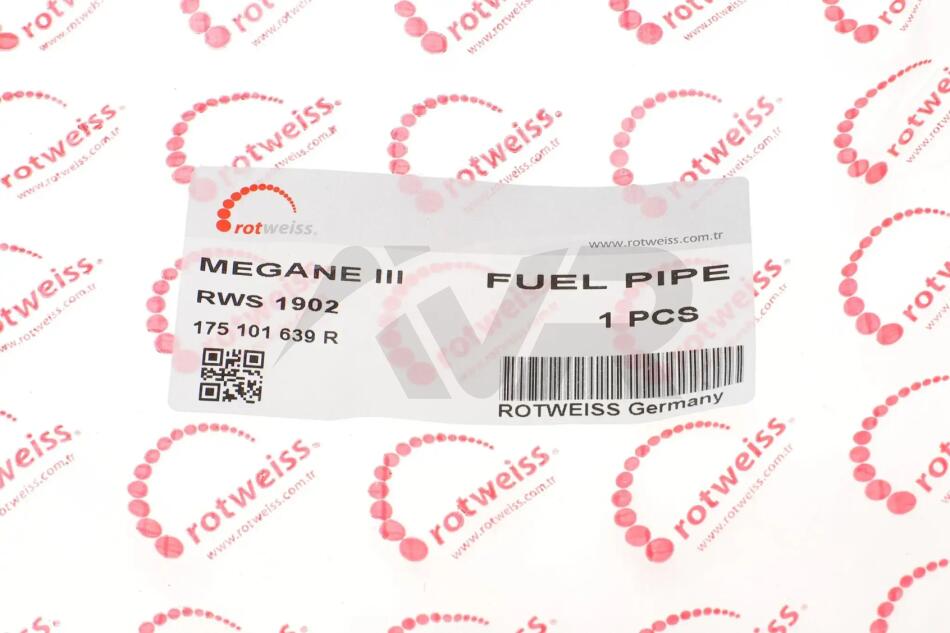 rotweiss®
www.rotweiss.com.tr
MEGANE III
FUEL PIPE
RWS 1902
1 PCS
175 101 639 R
ROTWEISS Germany